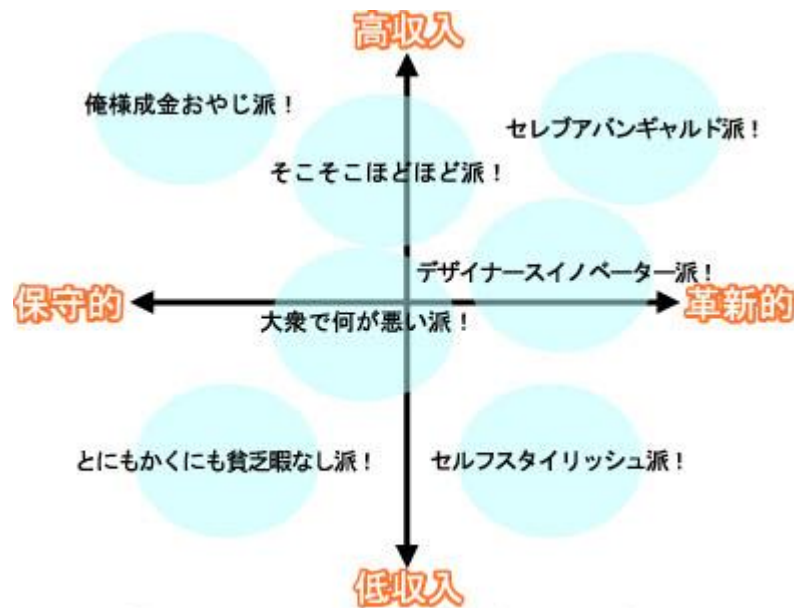 高収入
俺様成金おやじ派！
セレブアバンギャルド派！
そこそこほどほど派！
デザイナースイノベーター派！
保守的
革新的
大衆で何が悪い派！
とにもかくにも貧乏暇なし派！
セルフスタイリッシュ派！
低収入